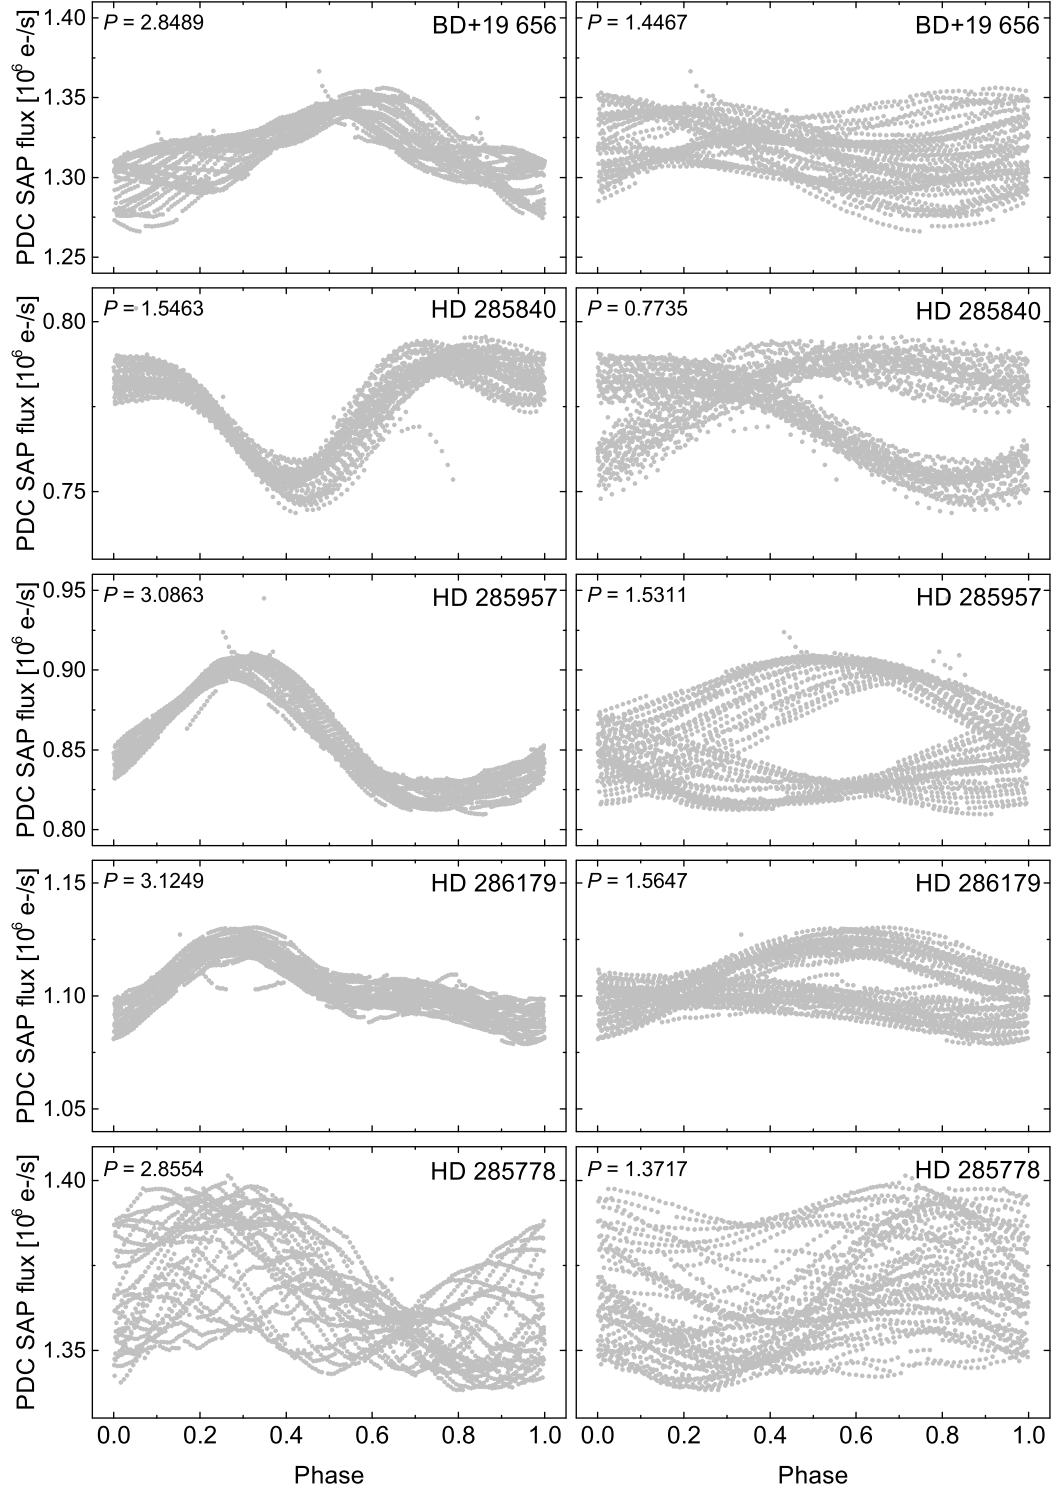 1.40
P = 2.8489 BD+19 656
1.35
1.30
1.25
PDC SAP flux [10^6 e-/s]
P = 1.4467 BD+19 656
0.80
P = 1.5463 HD 285840
0.75
PDC SAP flux [10^6 e-/s]
P = 0.7735 HD 285840
0.95
P = 3.0863 HD 285957
0.90
0.85
0.80
PDC SAP flux [10^6 e-/s]
P = 1.5311 HD 285957
1.15
P = 3.1249 HD 286179
1.10
1.05
PDC SAP flux [10^6 e-/s]
P = 1.5647 HD 286179
1.40
P = 2.8554 HD 285778
1.35
PDC SAP flux [10^6 e-/s]
P = 1.3717 HD 285778
0.0 0.2 0.4 0.6 0.8 1.0
Phase
0.0 0.2 0.4 0.6 0.8 1.0
Phase